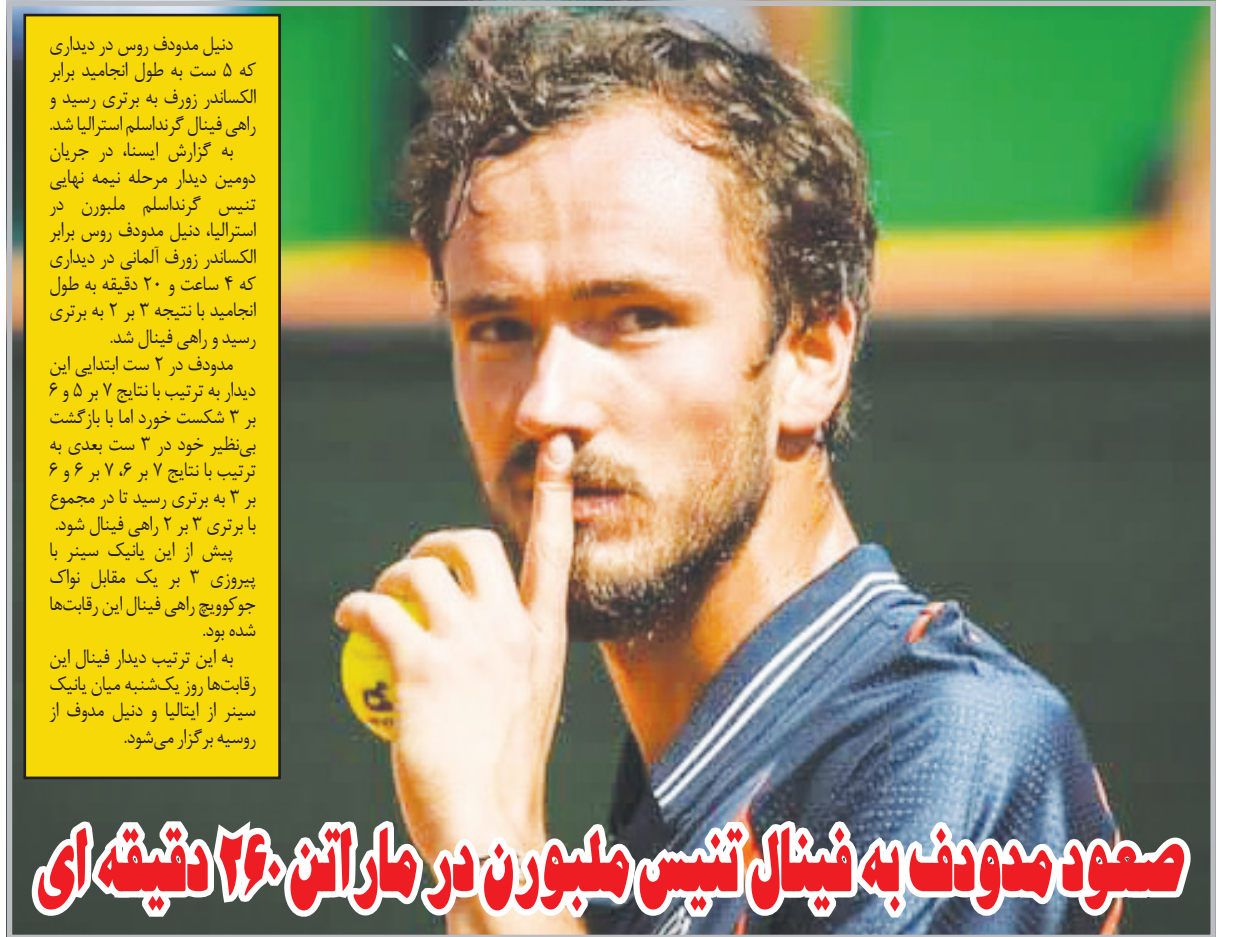 دنیل مدودف روس در دیداری
که ۵ ست به طول انجامید برابر
الکساندر زورف به برتری رسید و
راهی فینال گرنداسلم استرالیا شد.
به گزارش ایسنا، در جریان
دومین دیدار مرحله نیمه نهایی
تنیس گرنداسلم ملبورن در
استرالیا، دنیل مدودف روس برابر
الکساندر زورف آلمانی در دیداری
که ۴ ساعت و ۲۰ دقیقه به طول
انجامید با نتیجه ۳ بر ۲ به برتری
رسید و راهی فینال شد.
مدودف در ۲ ست ابتدایی این
دیدار به ترتیب با نتایج ۷ بر ۵ و ۶
بر ۳ شکست خورد اما با بازگشت
بی‌نظیر خود در ۳ ست بعدی به
ترتیب با نتایج ۷ بر ۶، ۷ بر ۶ و ۶
بر ۳ به برتری رسید تا در مجموع
با برتری ۳ بر ۲ راهی فینال شود.
پیش از این یانیک سینر با
پیروزی ۳ بر یک مقابل نواک
جوکوویچ راهی فینال این رقابت‌ها
شده بود.
به این ترتیب دیدار فینال این
رقابت‌ها روز یک‌شنبه میان یانیک
سینر از ایتالیا و دنیل مدوف از
روسیه برگزار می‌شود.
صعود مدودف به فینال تنیس ملبورن در ماراتن ۲۶۰ دقیقه ای